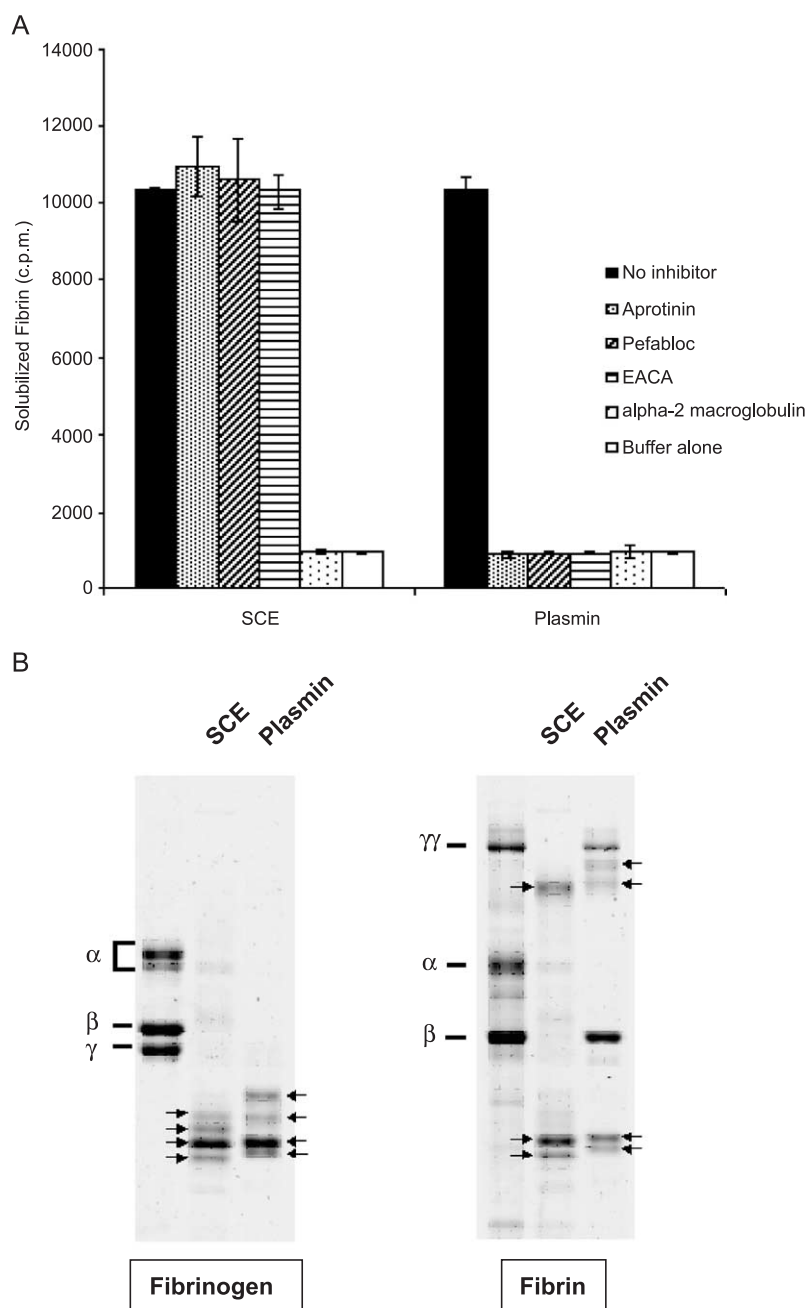 A
Solubilized Fibrin (c.p.m.)
14000
12000
10000
8000
6000
4000
2000
0
SCE
Plasmin
No inhibitor
Aprotinin
Pefabloc
EACA
alpha-2 macroglobulin
Buffer alone
B
SCE
Plasmin
α
β
γ
Fibrinogen
SCE
Plasmin
γγ
α
β
Fibrin